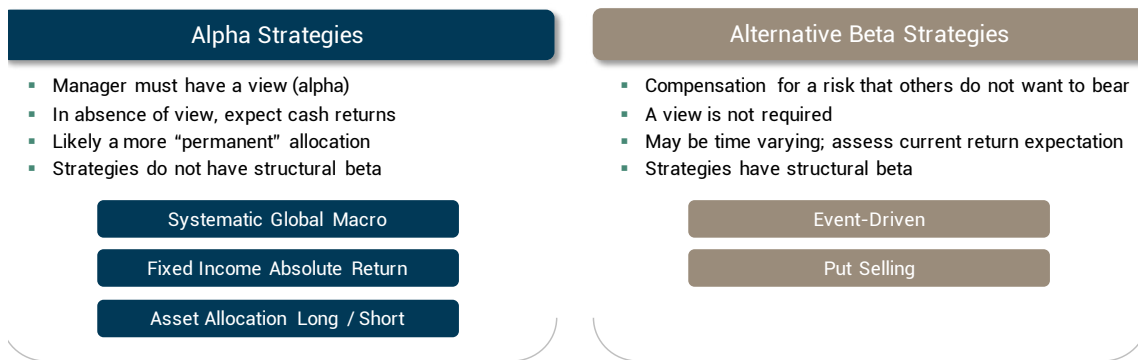 Alpha Strategies
▪ Manager must have a view (alpha)
▪ In absence of view, expect cash returns
▪ Likely a more “permanent” allocation
▪ Strategies do not have structural beta
Systematic Global Macro
Fixed Income Absolute Return
Asset Allocation Long / Short
Alternative Beta Strategies
▪ Compensation for a risk that others do not want to bear
▪ A view is not required
▪ May be time varying; assess current return expectation
▪ Strategies have structural beta
Event-Driven
Put Selling